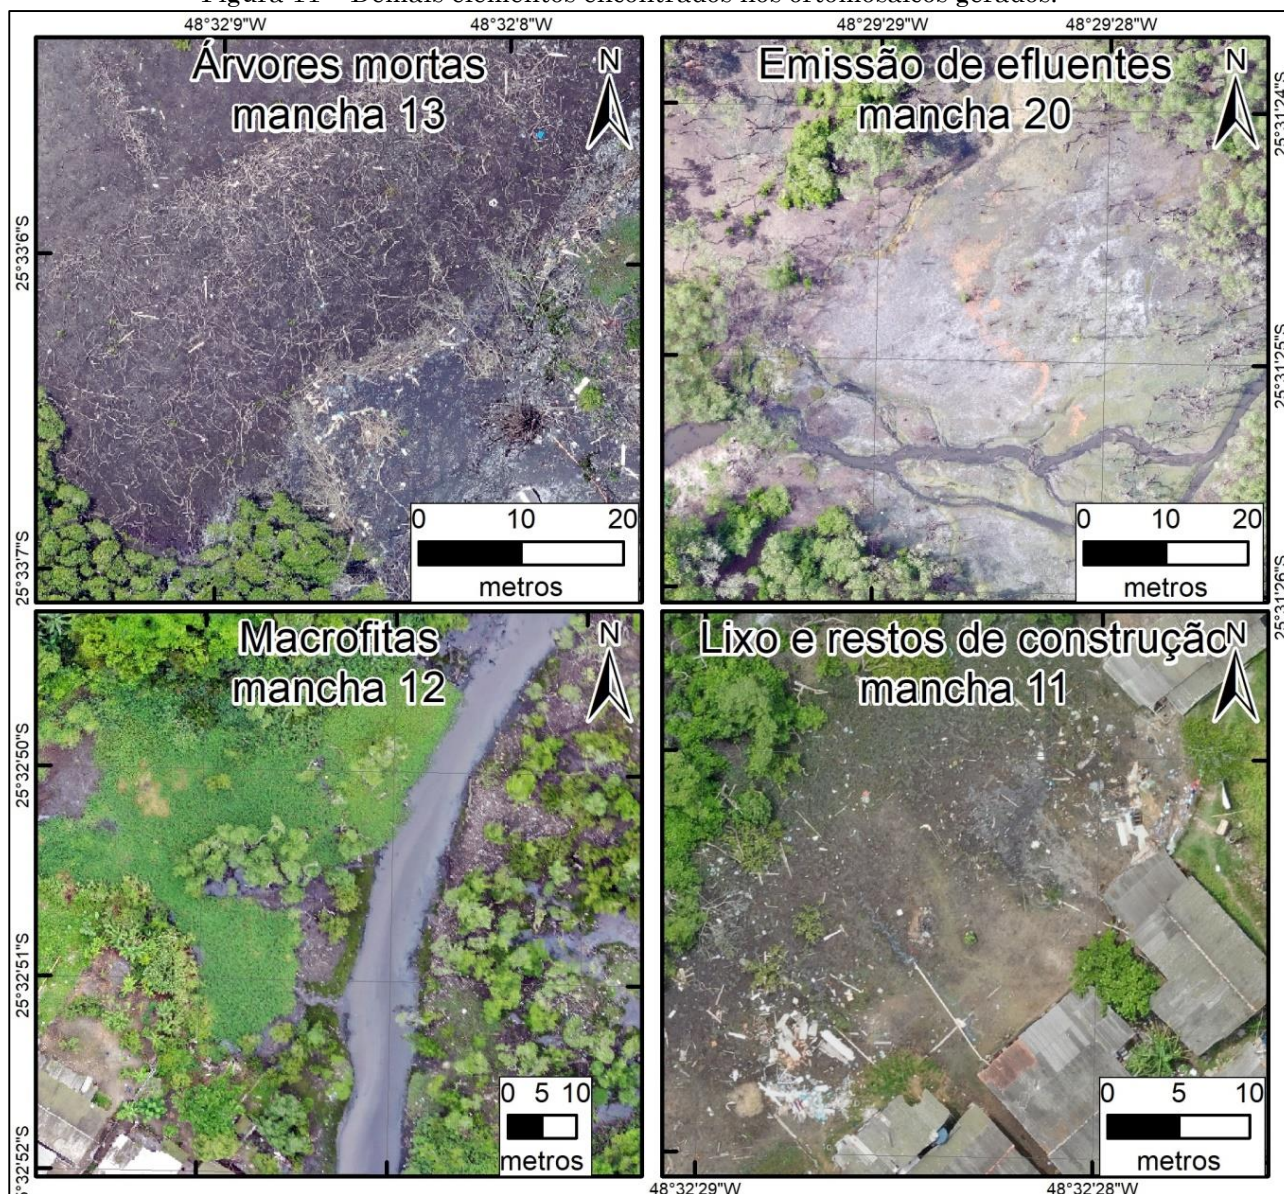 Figura 11 – Demais elementos encontrados nos ortomosaicos gerados.
48°32'9"W 48°32'8"W 48°29'29"W 48°29'28"W
Árvores mortas
mancha 13
N
25°33'6"S
25°33'7"S
0 10 20
metros
Emissão de efluentes
mancha 20
N
25°31'24"S
25°31'25"S
25°31'26"S
0 10 20
metros
Macrofitas
mancha 12
N
25°32'50"S
25°32'51"S
5°32'52"S
0 5 10
metros
Lixo e restos de construção
mancha 11
N
0 5 10
metros
48°32'29"W 48°32'28"W